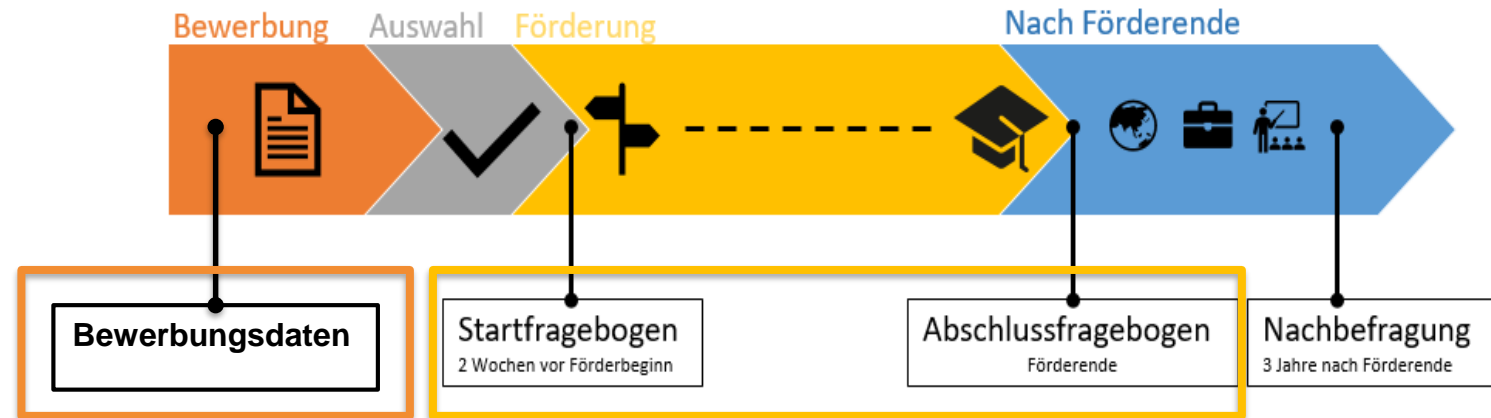 Bewerbung
Auswahl
Förderung
Nach Förderende
Bewerbungsdaten
Startfragebogen
2 Wochen vor Förderbeginn
Abschlussfragebogen
Förderende
Nachbefragung
3 Jahre nach Förderende